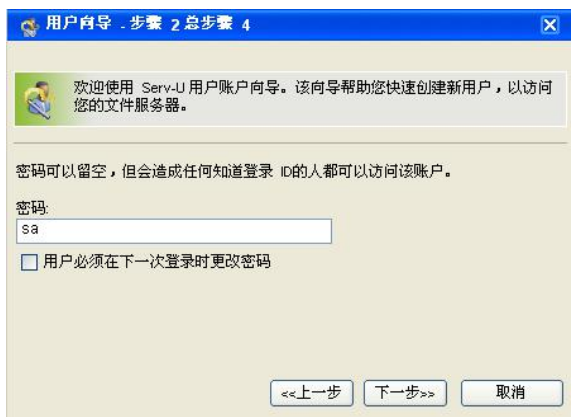 用户向导 - 步骤 2 总步骤 4
欢迎使用 Serv-U 用户账户向导。该向导帮助您快速创建新用户，以访问
您的文件服务器。
密码可以留空，但会造成任何知道登录 ID的人都可以访问该账户。
密码:
sa
用户必须在下一次登录时更改密码
<<上一步
下一步>>
取消